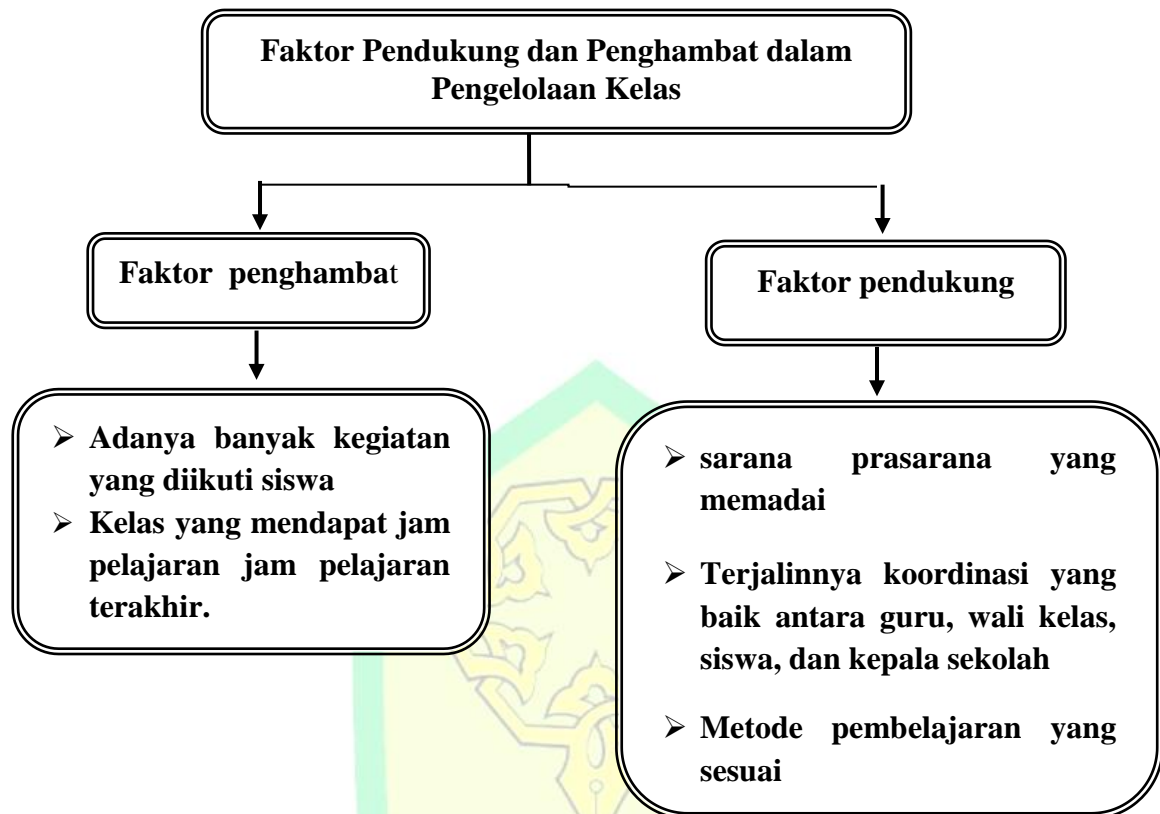 Faktor Pendukung dan Penghambat dalam
Pengelolaan Kelas
Faktor penghambat
Faktor pendukung
➢ Adanya banyak kegiatan
yang diikuti siswa
➢ Kelas yang mendapat jam
pelajaran jam pelajaran
terakhir.
➢ sarana prasarana yang
memadai
➢ Terjalinnya koordinasi yang
baik antara guru, wali kelas,
siswa, dan kepala sekolah
➢ Metode pembelajaran yang
sesuai